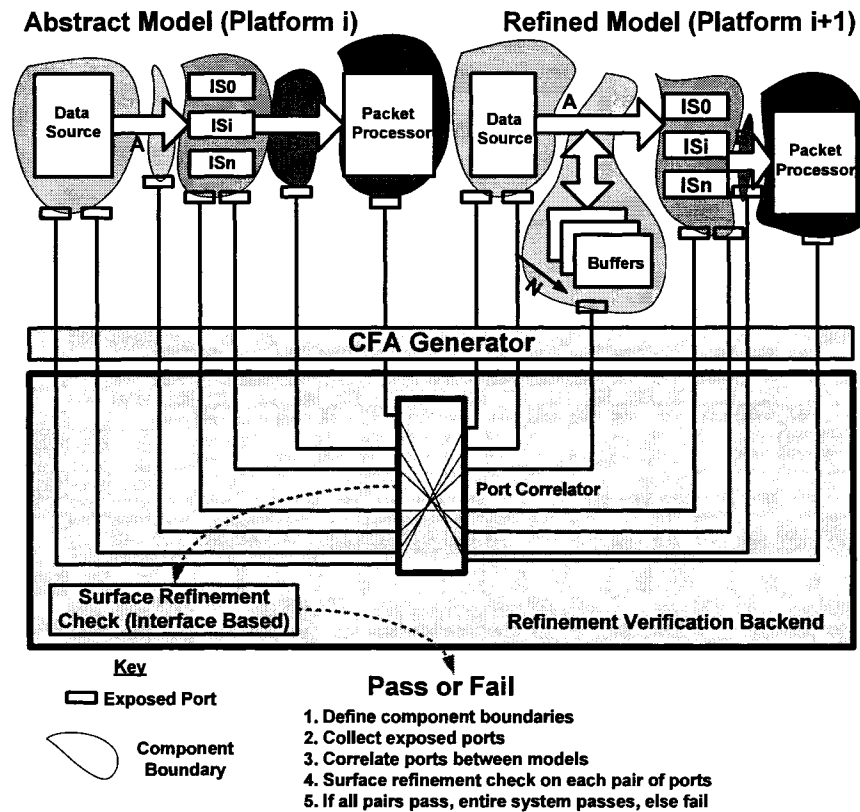 Abstract Model (Platform i)
Refined Model (Platform i+1)
Data
Source
A
IS0
ISi
ISn
Packet
Processor
Data
Source
A
Buffers
N
IS0
ISi
ISn
Packet
Processor
CFA Generator
Port Correlator
Surface Refinement
Check (Interface Based)
Refinement Verification Backend
Key
Exposed Port
Component
Boundary
Pass or Fail
1. Define component boundaries
2. Collect exposed ports
3. Correlate ports between models
4. Surface refinement check on each pair of ports
5. If all pairs pass, entire system passes, else fail